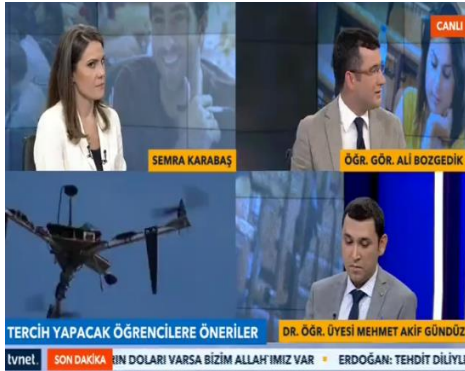 CANLI
SEMRA KARABAŞ
ÖĞR. GÖR. ALİ BOZGEDİK
TERCİH YAPACAK ÖĞRENCİLERE ÖNERİLER
DR. ÖĞR. ÜYESİ MEHMET AKİF GÜNDÜZ
tvnet. SON DAKİKA RIN DOLARI VARSA BİZİM ALLAH'IMIZ VAR ERDOĞAN: TEHDİT DİLİYLE